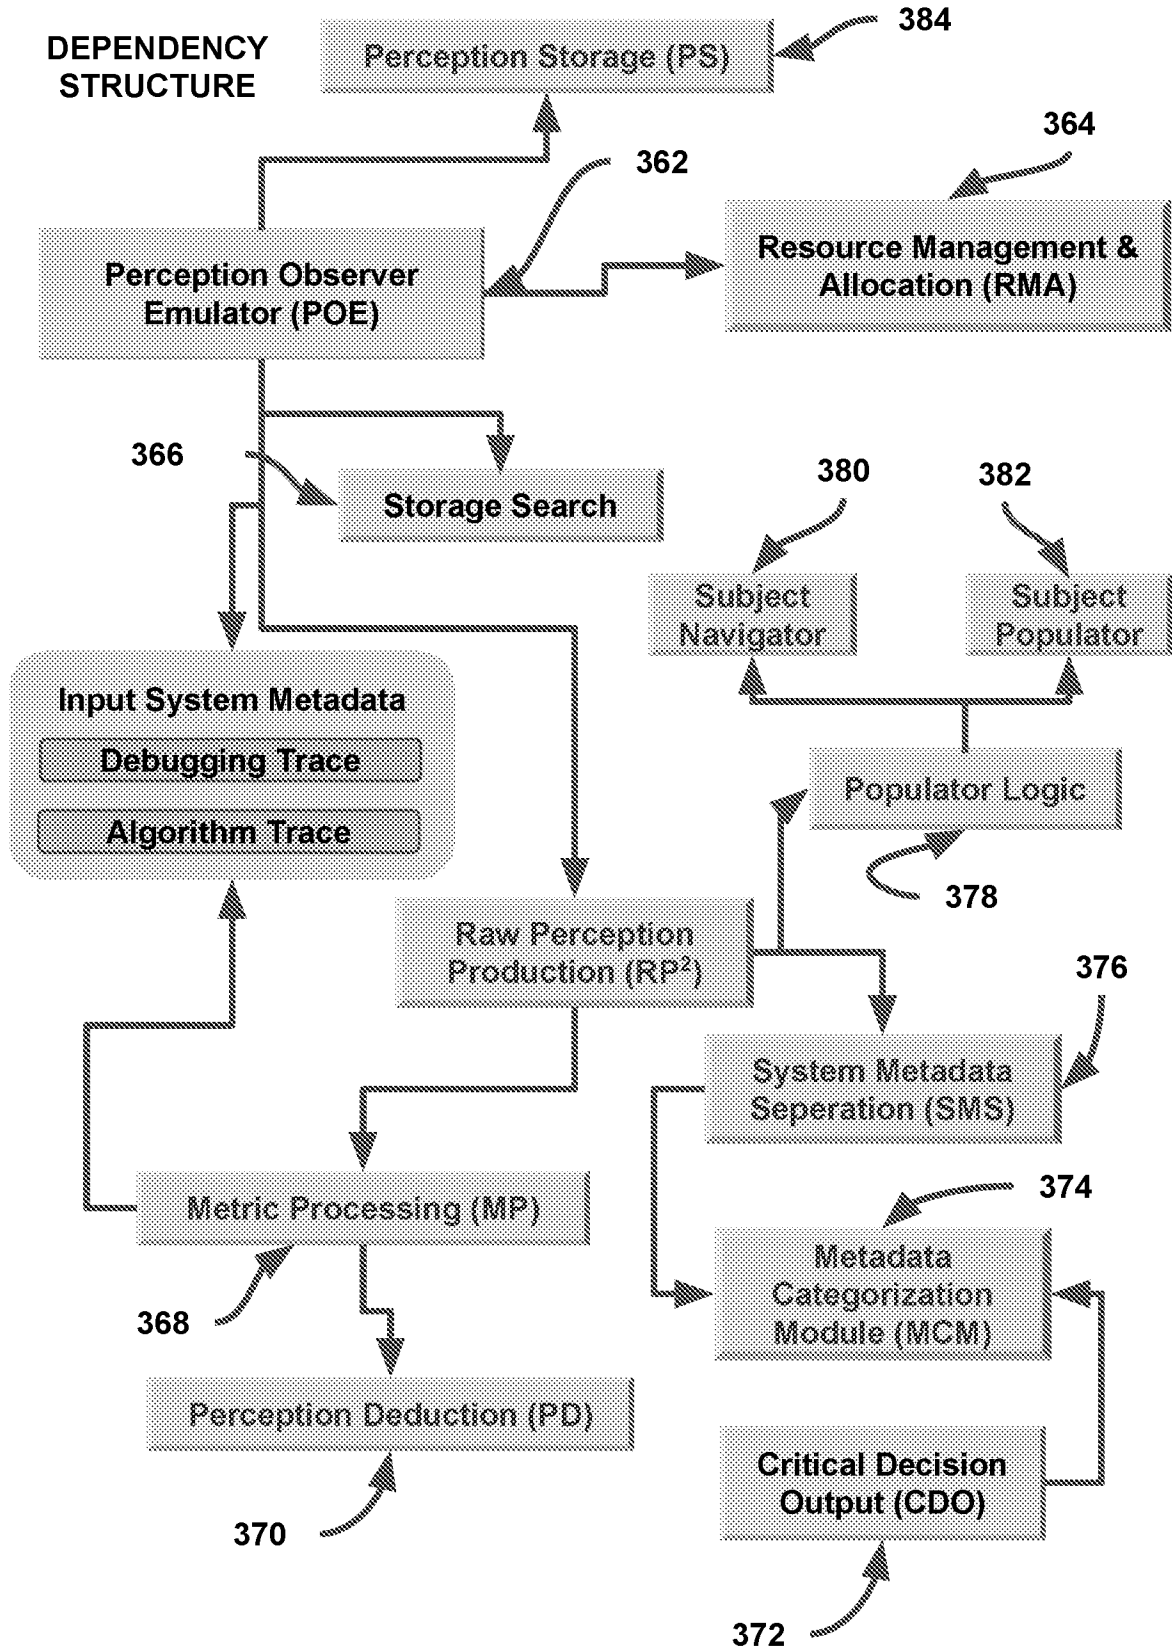 DEPENDENCY
STRUCTURE
Perception Storage (PS)
384
364
362
Perception Observer
Emulator (POE)
Resource Management &
Allocation (RMA)
366
Storage Search
380
382
Subject
Navigator
Subject
Populator
Input System Metadata
Debugging Trace
Algorithm Trace
Populator Logic
378
Raw Perception
Production (RP²)
376
System Metadata
Seperation (SMS)
374
Metric Processing (MP)
Metadata
Categorization
Module (MCM)
368
Perception Deduction (PD)
Critical Decision
Output (CDO)
370
372